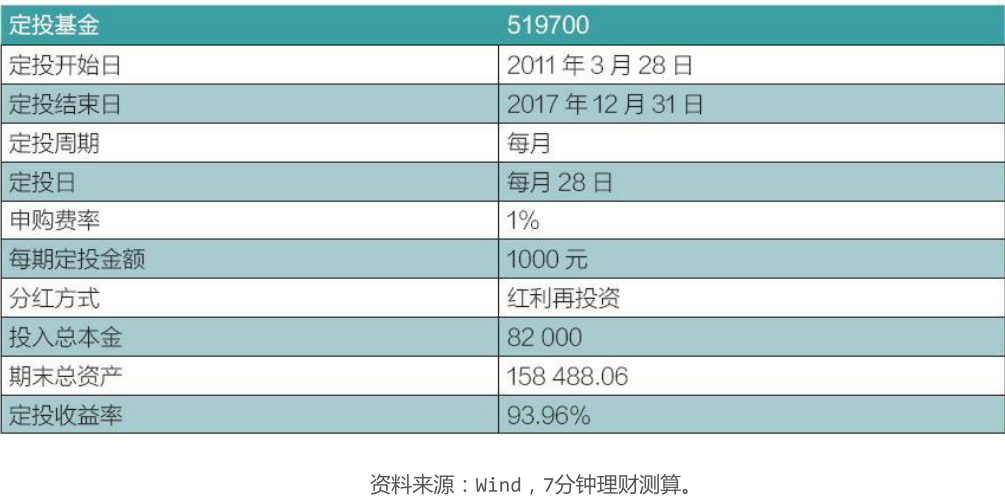 定投基金 519700
定投开始日 2011 年 3 月 28 日
定投结束日 2017 年 12 月 31 日
定投周期 每月
定投日 每月 28 日
申购费率 1%
每期定投金额 1000 元
分红方式 红利再投资
投入总本金 82 000
期末总资产 158 488.06
定投收益率 93.96%
资料来源：Wind，7分钟理财测算。